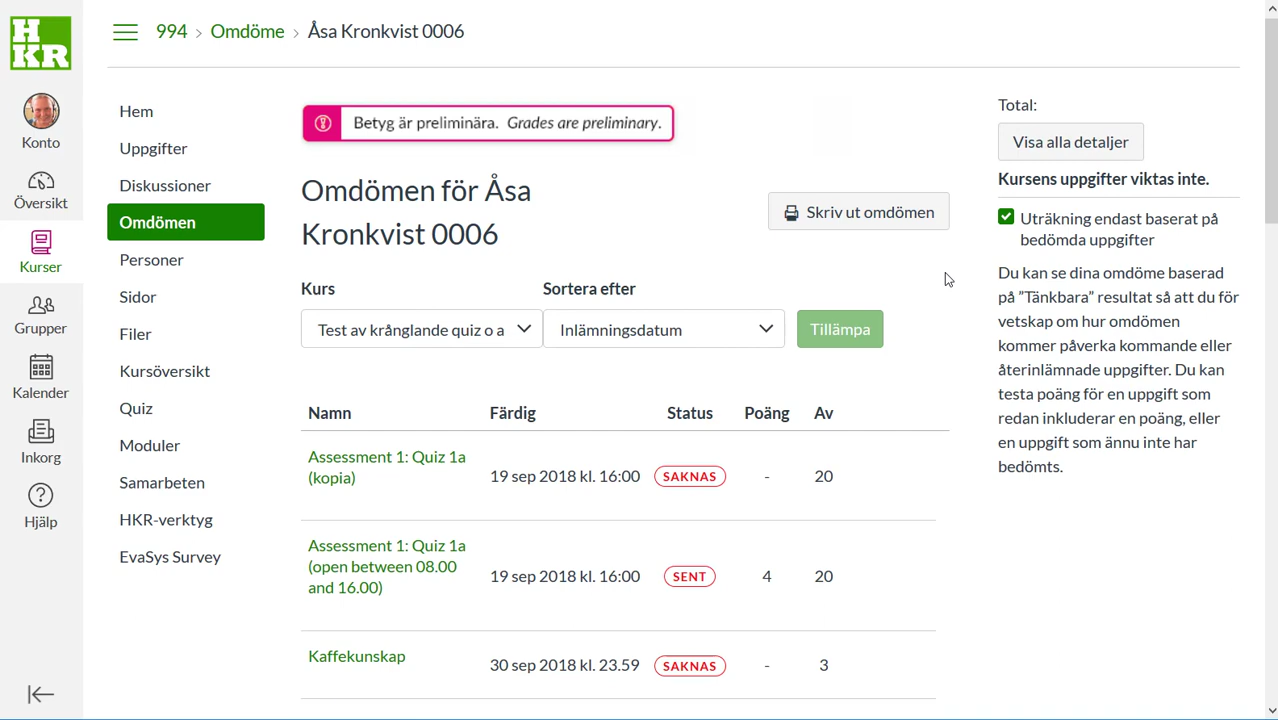 HKR
994 > Omdöme > Åsa Kronkvist 0006
Konto
Översikt
Kurser
Grupper
Kalender
Inkorg
Hjälp
Hem
Uppgifter
Diskussioner
Omdömen
Personer
Sidor
Filer
Kursöversikt
Quiz
Moduler
Samarbeten
HKR-verktyg
EvaSys Survey
Betyg är preliminära. Grades are preliminary.
Omdömen för Åsa
Kronkvist 0006
Skriv ut omdömen
Kurs
Sortera efter
Test av krånglande quiz o a
Inlämningsdatum
Tillämpa
Namn Färdig Status Poäng Av
Assessment 1: Quiz 1a
(kopia)
19 sep 2018 kl. 16:00 SAKNAS - 20
Assessment 1: Quiz 1a
(open between 08.00
and 16.00)
19 sep 2018 kl. 16:00 SENT 4 20
Kaffekunskap
30 sep 2018 kl. 23.59 SAKNAS - 3
Total:
Visa alla detaljer
Kursens uppgifter viktas inte.
Uträkning endast baserat på
bedömda uppgifter
Du kan se dina omdöme baserad
på ”Tänkbara” resultat så att du för
vetskap om hur omdömen
kommer påverka kommande eller
återinlämnade uppgifter. Du kan
testa poäng för en uppgift som
redan inkluderar en poäng, eller
en uppgift som ännu inte har
bedömts.